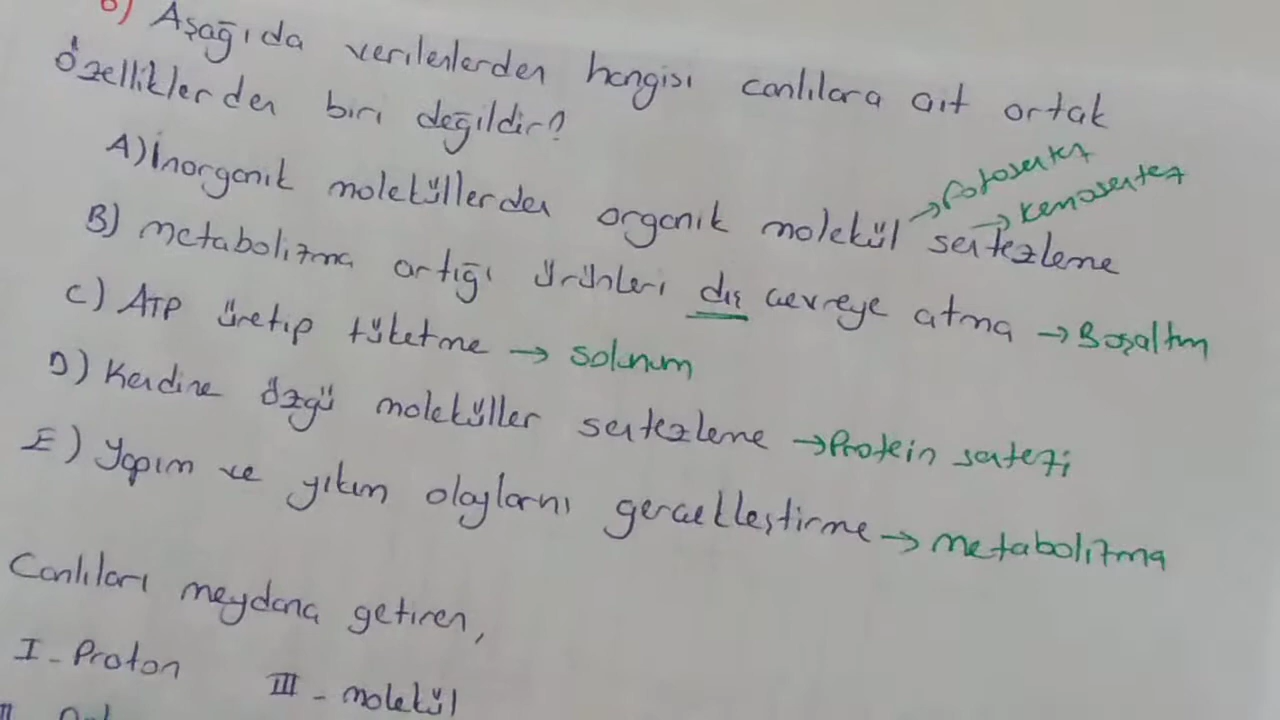 6) Aşağıda verilenlerden hangisi canlılara ait ortak
özelliklerden biri değildir?
A) İnorganik moleküllerden organik molekül sentezleme → Fotosentez → Kemosentez
B) metabolizma artığı ürünleri dış çevreye atma → Boşaltım
C) ATP üretip tüketme → solunum
D) Kendine özgü moleküller sentezleme → Protein sentezi
E) Yapım ve yıkım olaylarını gerçekleştirme → metabolizma
Canlıları meydana getiren,
I - Proton III - molekül